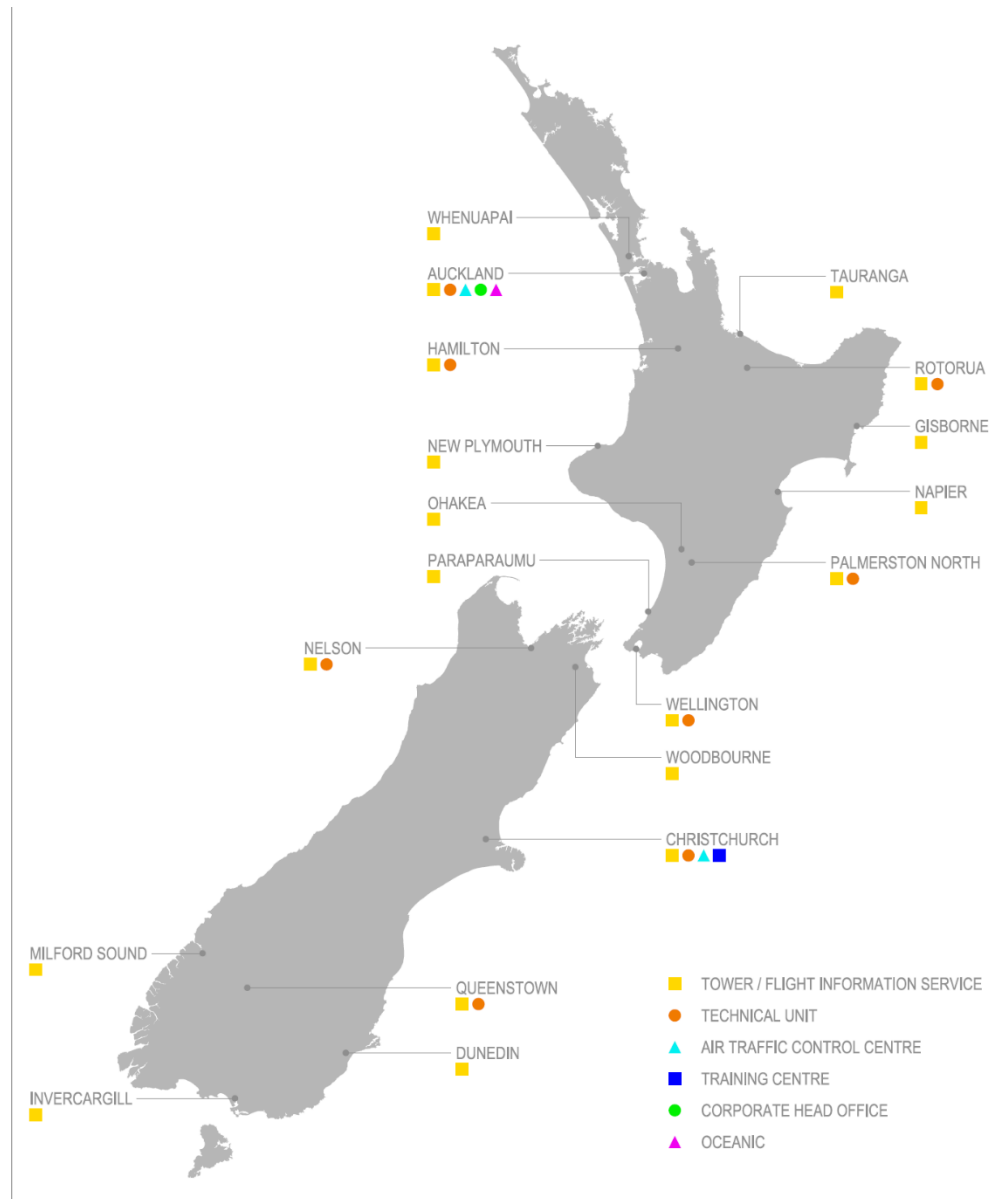 WHENUAPAI
AUCKLAND
TAURANGA
HAMILTON
ROTORUA
GISBORNE
NEW PLYMOUTH
NAPIER
OHAKEA
PARAPARAUMU
PALMERSTON NORTH
NELSON
WELLINGTON
WOODBOURNE
CHRISTCHURCH
MILFORD SOUND
QUEENSTOWN
DUNEDIN
INVERCARGILL
TOWER / FLIGHT INFORMATION SERVICE
TECHNICAL UNIT
AIR TRAFFIC CONTROL CENTRE
TRAINING CENTRE
CORPORATE HEAD OFFICE
OCEANIC